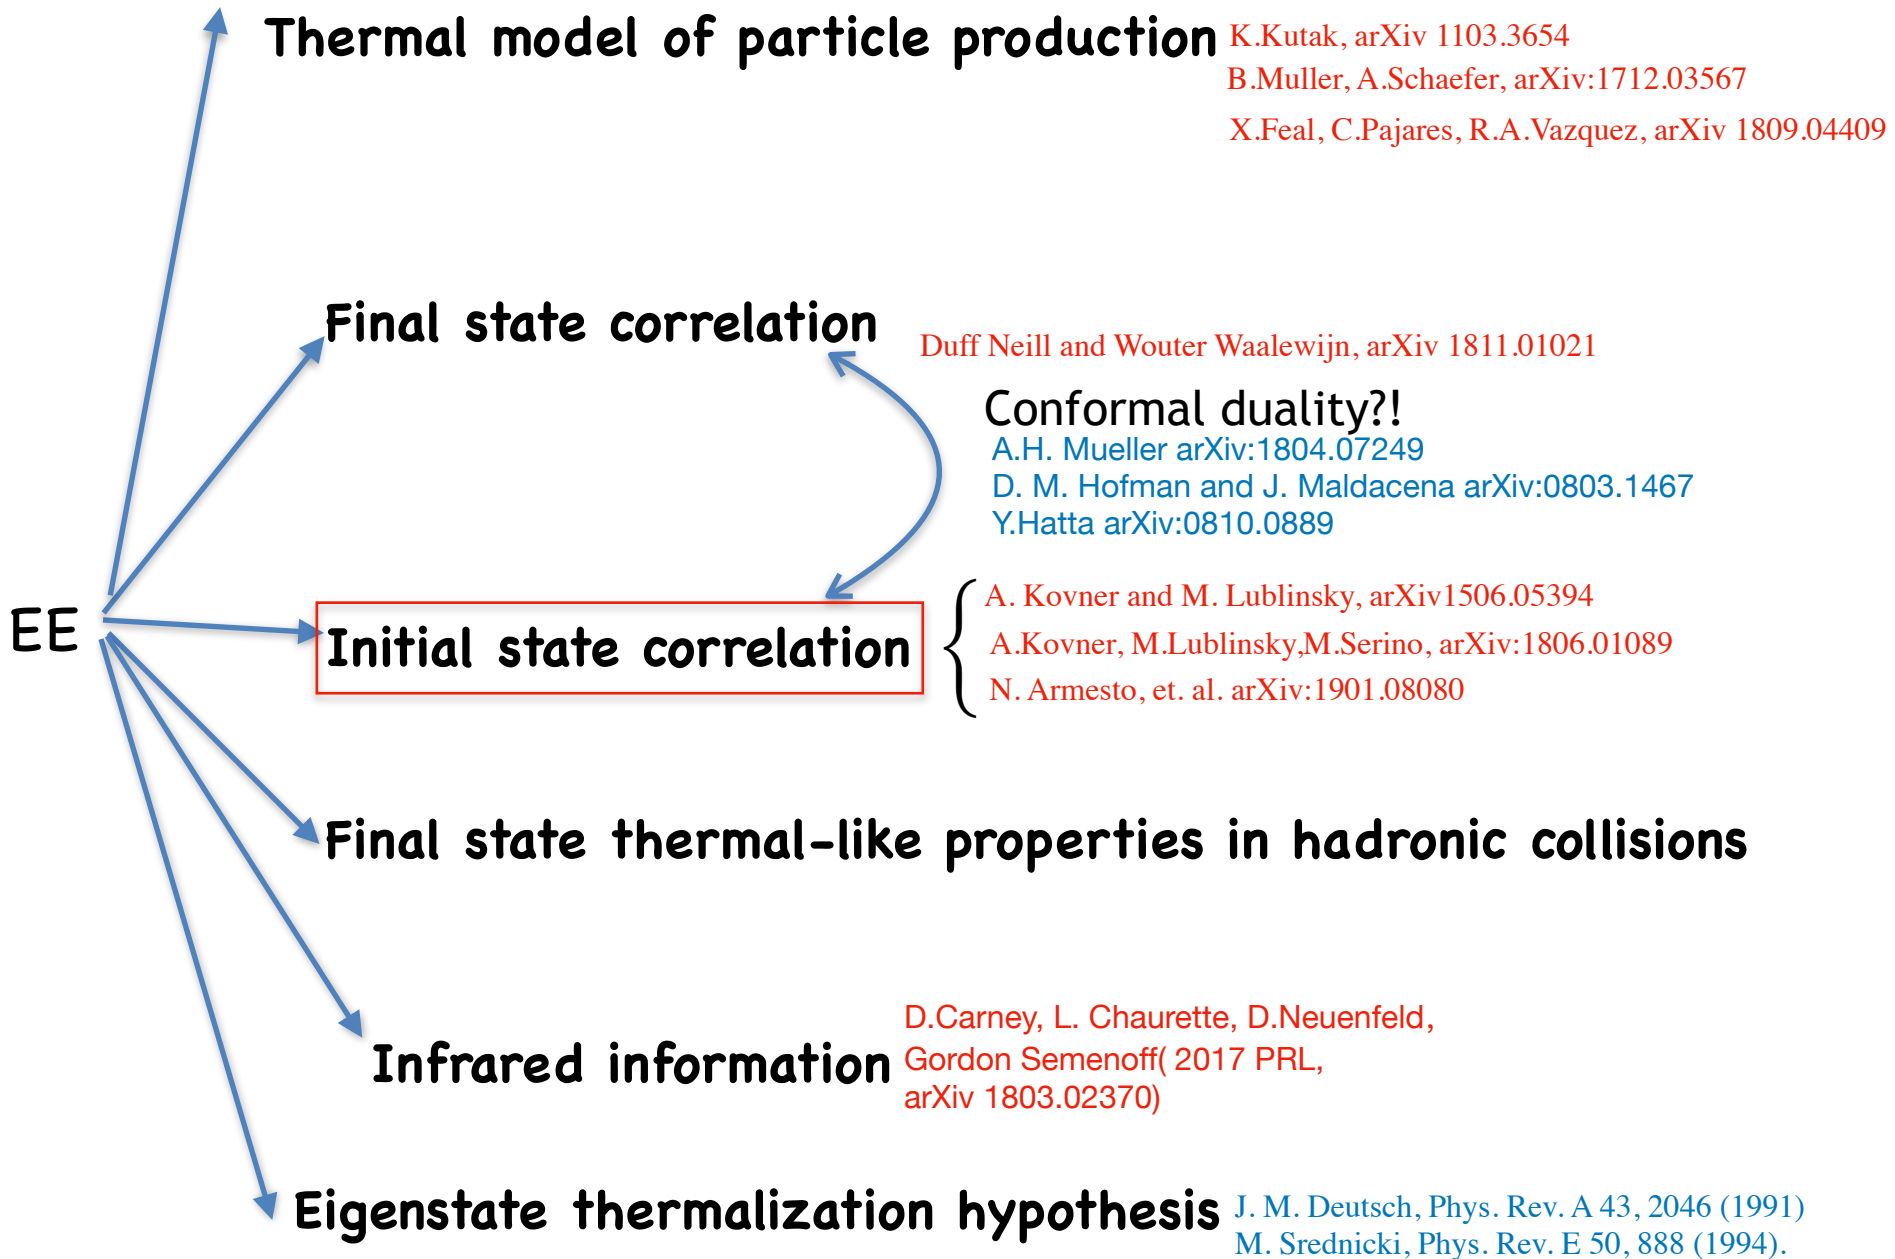 Thermal model of particle production
K.Kutak, arXiv 1103.3654
B.Muller, A.Schaefer, arXiv:1712.03567
X.Feal, C.Pajares, R.A.Vazquez, arXiv 1809.04409
Final state correlation
Duff Neill and Wouter Waalewijn, arXiv 1811.01021
Conformal duality?!
A.H. Mueller arXiv:1804.07249
D. M. Hofman and J. Maldacena arXiv:0803.1467
Y.Hatta arXiv:0810.0889
EE
Initial state correlation
A. Kovner and M. Lublinsky, arXiv1506.05394
A.Kovner, M.Lublinsky,M.Serino, arXiv:1806.01089
N. Armesto, et. al. arXiv:1901.08080
Final state thermal-like properties in hadronic collisions
Infrared information
D.Carney, L. Chaurette, D.Neuenfeld,
Gordon Semenoff( 2017 PRL,
arXiv 1803.02370)
Eigenstate thermalization hypothesis
J. M. Deutsch, Phys. Rev. A 43, 2046 (1991)
M. Srednicki, Phys. Rev. E 50, 888 (1994).